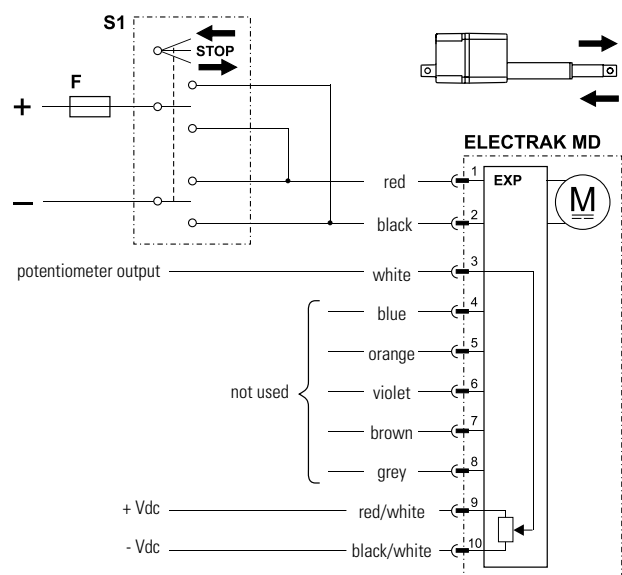 S1
STOP
F
+
−
ELECTRAK MD
EXP
M
red 1
black 2
potentiometer output white 3
blue 4
orange 5
not used violet 6
brown 7
grey 8
+ Vdc red/white 9
- Vdc black/white 10